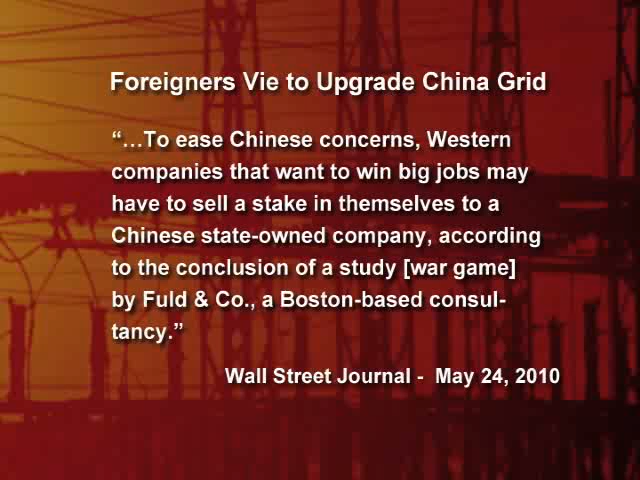 Foreigners Vie to Upgrade China Grid
“…To ease Chinese concerns, Western
companies that want to win big jobs may
have to sell a stake in themselves to a
Chinese state-owned company, according
to the conclusion of a study [war game]
by Fuld & Co., a Boston-based consul-
tancy.”
Wall Street Journal - May 24, 2010